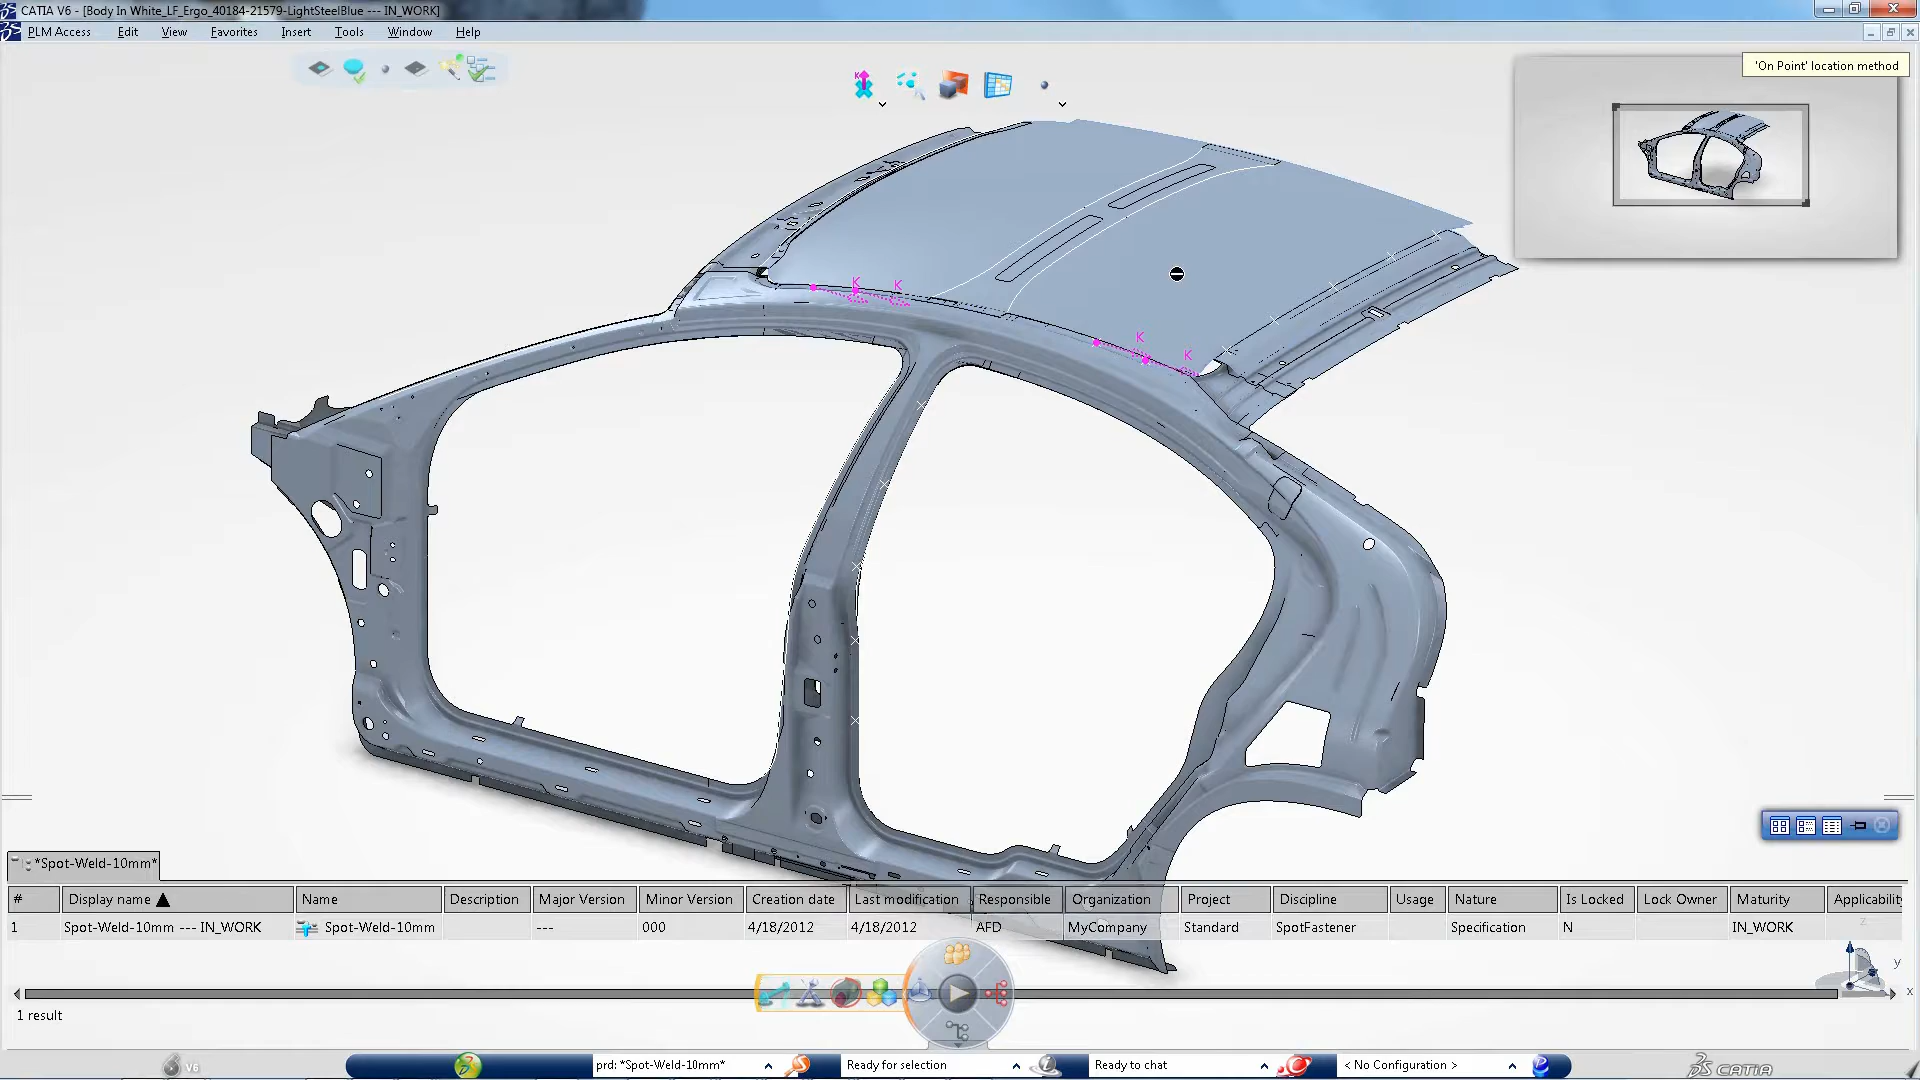 CATIA V6 - [Body In White_LF_Ergo_40184-21579-LightSteelBlue --- IN_WORK]
PLM Access Edit View Favorites Insert Tools Window Help
'On Point' location method
K
K K
K
K
*Spot-Weld-10mm*
# Display name Name Description Major Version Minor Version Creation date Last modification Responsible Organization Project Discipline Usage Nature Is Locked Lock Owner Maturity Applicability
1 Spot-Weld-10mm --- IN_WORK Spot-Weld-10mm --- 000 4/18/2012 4/18/2012 AFD MyCompany Standard SpotFastener Specification N IN_WORK
z
y
x
1 result
V6 prd: *Spot-Weld-10mm* Ready for selection Ready to chat < No Configuration > CATIA